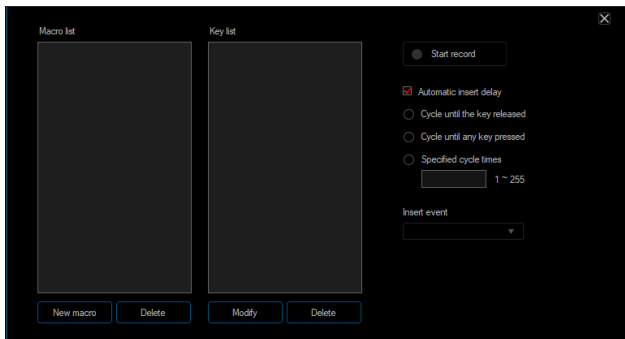 Macro list
Key list
Start record
Automatic insert delay
Cycle until the key released
Cycle until any key pressed
Specified cycle times
1 ~ 255
Insert event
New macro
Delete
Modify
Delete